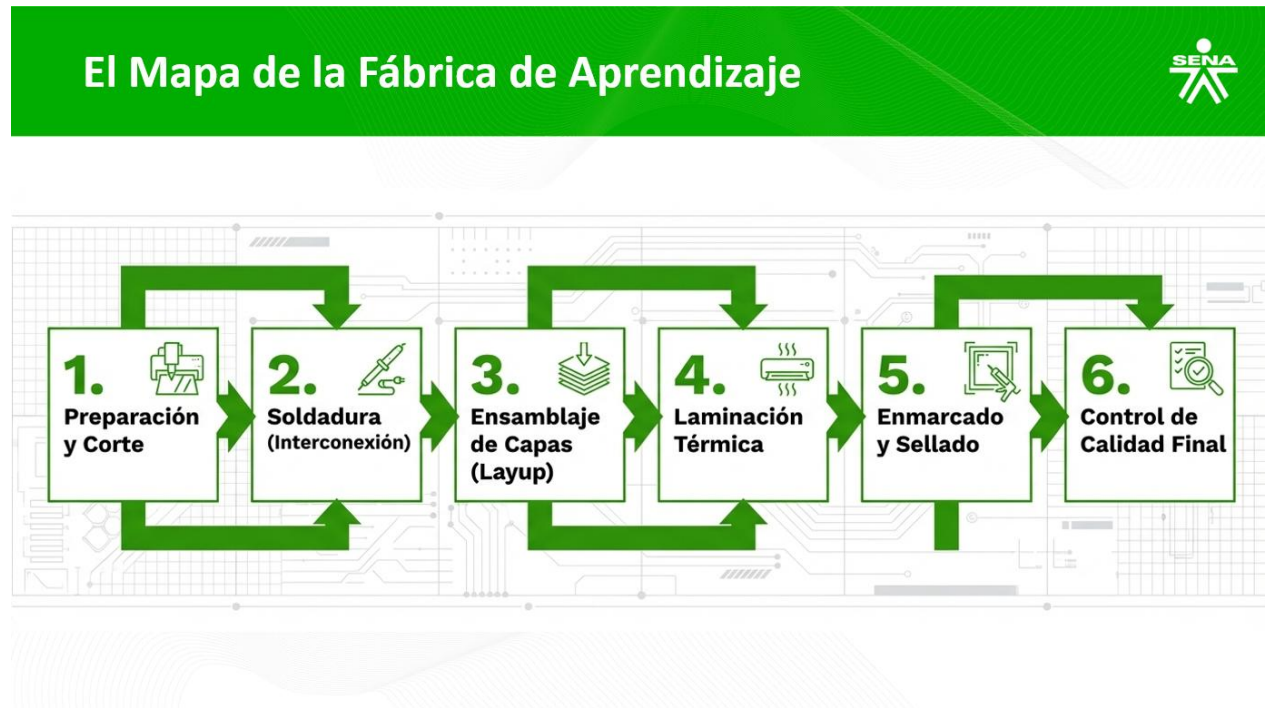 El Mapa de la Fábrica de Aprendizaje
SENA
1.
Preparación
y Corte
2.
Soldadura
(Interconexión)
3.
Ensamblaje
de Capas
(Layup)
4.
Laminación
Térmica
5.
Enmarcado
y Sellado
6.
Control de
Calidad Final